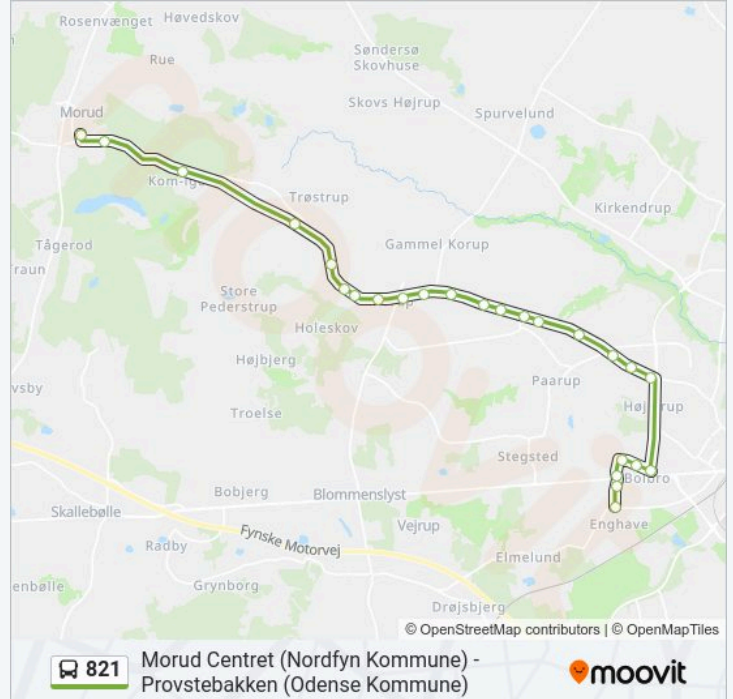 Rosenvænget
Høvedskov
Søndersø
Skovhuse
Rue
Skovs Højrup
Spurvelund
Morud
Trøstrup
Kirkendrup
Tågerod
Gammel Korup
Store
Pederstrup
Holeskov
Højbjerg
Paarup
Troelse
Stegsted
Bolbro
Bobjerg
Blommenslyst
Skallebølle
Vejrup
Enghave
Fynske Motorvej
Radby
Elmelund
Grynborg
Drøjsbjerg
© OpenStreetMap contributors | © OpenMapTiles
821
Morud Centret (Nordfyn Kommune) -
Provstebakken (Odense Kommune)
moovit